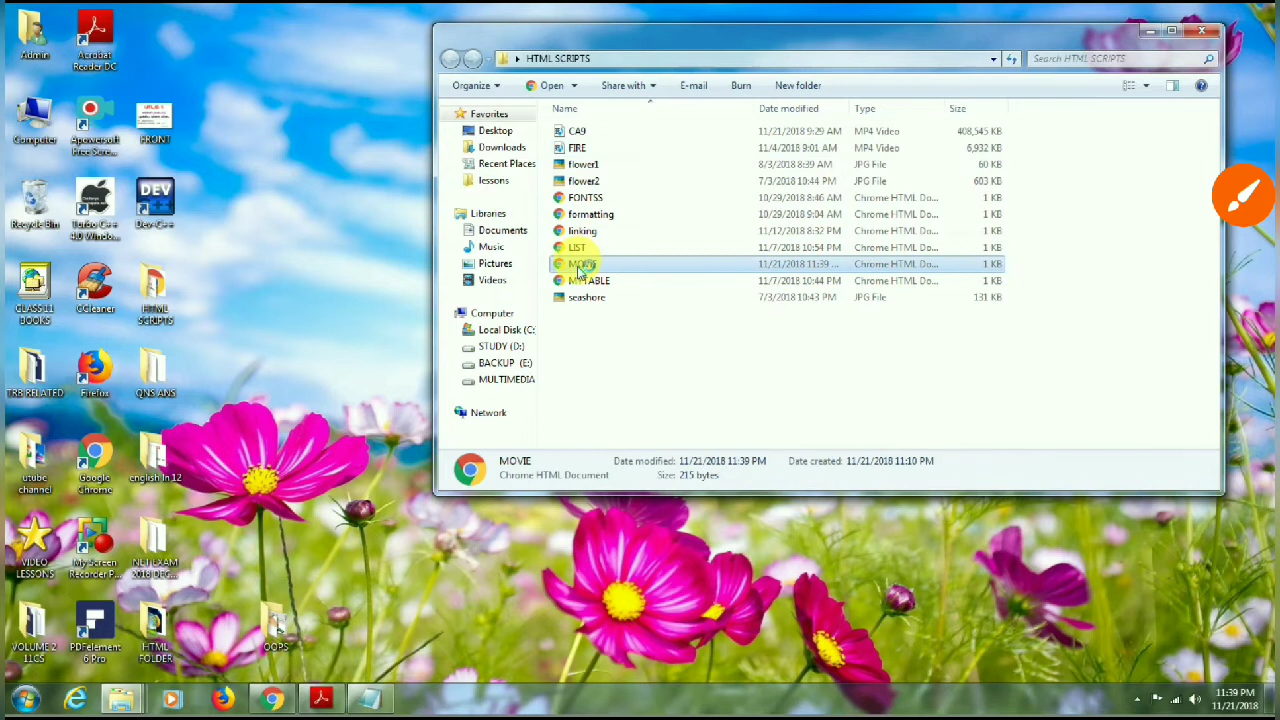 Admin
Acrobat
Reader DC
Computer
Apowersoft
Free Scre...
FRONT
Recycle Bin
Turbo C++
4.0 Windo...
Dev-C++
CLASS 11
BOOKS
CCleaner
HTML
SCRIPTS
TRB RELATED
Firefox
QNS ANS
utube
channel
Google
Chrome
english in 12
VIDEO
LESSONS
My Screen
Recorder P...
NET EXAM
2018 DEC...
VOLUME 2
11CS
PDFelement
6 Pro
HTML
FOLDER
OOPS
HTML SCRIPTS
Search HTML SCRIPTS
Organize Open Share with E-mail Burn New folder
Favorites
Desktop
Downloads
Recent Places
lessons
Libraries
Documents
Music
Pictures
Videos
Computer
Local Disk (C:
STUDY (D:)
BACKUP (E:)
MULTIMEDIA
Network
Name Date modified Type Size
CA9 11/21/2018 9:29 AM MP4 Video 408,545 KB
FIRE 11/4/2018 9:01 AM MP4 Video 6,932 KB
flower1 8/3/2018 8:39 AM JPG File 60 KB
flower2 7/3/2018 10:44 PM JPG File 603 KB
FONTSS 10/29/2018 8:46 AM Chrome HTML Do... 1 KB
formatting 10/29/2018 9:04 AM Chrome HTML Do... 1 KB
linking 11/12/2018 8:32 PM Chrome HTML Do... 1 KB
LIST 11/7/2018 10:54 PM Chrome HTML Do... 1 KB
MOVIE 11/21/2018 11:39 ... Chrome HTML Do... 1 KB
MYTABLE 11/7/2018 10:44 PM Chrome HTML Do... 1 KB
seashore 7/3/2018 10:43 PM JPG File 131 KB
MOVIE Date modified: 11/21/2018 11:39 PM Date created: 11/21/2018 11:10 PM
Chrome HTML Document Size: 215 bytes
11:39 PM
11/21/2018